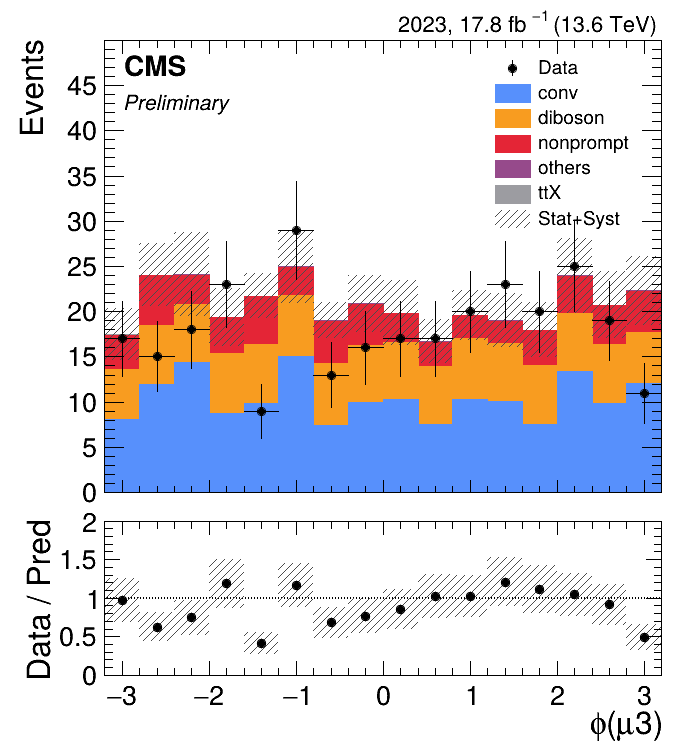 2023, 17.8 fb⁻¹ (13.6 TeV)
Events
CMS
Preliminary
Data
conv
diboson
nonprompt
others
ttX
Stat+Syst
45
40
35
30
25
20
15
10
5
0
Data / Pred
2
1.5
1
0.5
0
−3 −2 −1 0 1 2 3
ϕ(μ3)